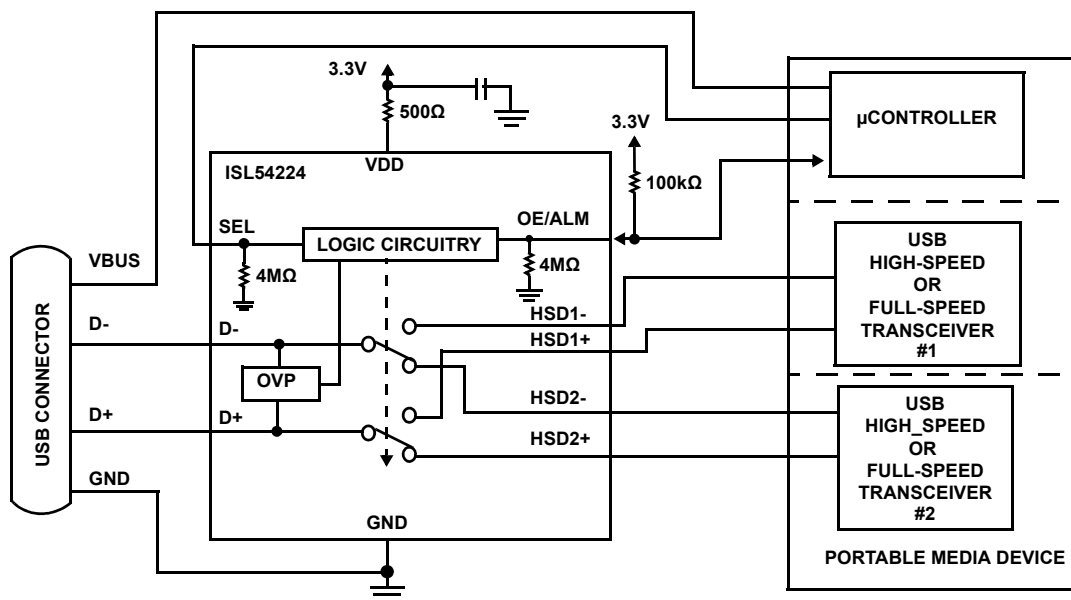 3.3V
500Ω
VDD
ISL54224
3.3V
100kΩ
µCONTROLLER
SEL
LOGIC CIRCUITRY
OE/ALM
4MΩ
4MΩ
USB CONNECTOR
VBUS
D-
D-
OVP
D+
D+
GND
GND
HSD1-
HSD1+
HSD2-
HSD2+
USB
HIGH-SPEED
OR
FULL-SPEED
TRANSCEIVER
#1
USB
HIGH_SPEED
OR
FULL-SPEED
TRANSCEIVER
#2
PORTABLE MEDIA DEVICE